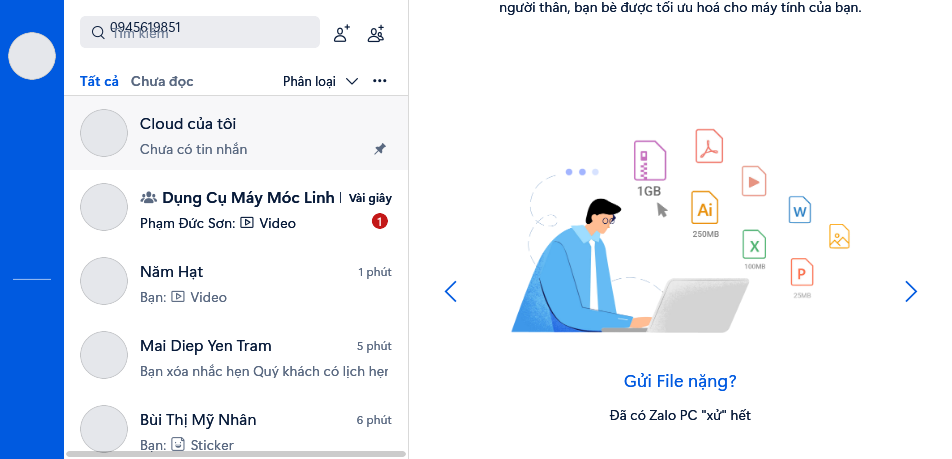 người thân, bạn bè được tối ưu hoá cho máy tính của bạn.
0945619851
Tìm kiếm
Tất cả Chưa đọc Phân loại
Cloud của tôi
Chưa có tin nhắn
Dụng Cụ Máy Móc Linh Vài giây
Phạm Đức Sơn: Video 1
Năm Hạt 1 phút
Bạn: Video
Mai Diep Yen Tram 5 phút
Bạn xóa nhắc hẹn Quý khách có lịch hẹn
Bùi Thị Mỹ Nhân 6 phút
Bạn: Sticker
1GB
Ai
250MB
W
X
100MB
P
25MB
Gửi File nặng?
Đã có Zalo PC "xử" hết